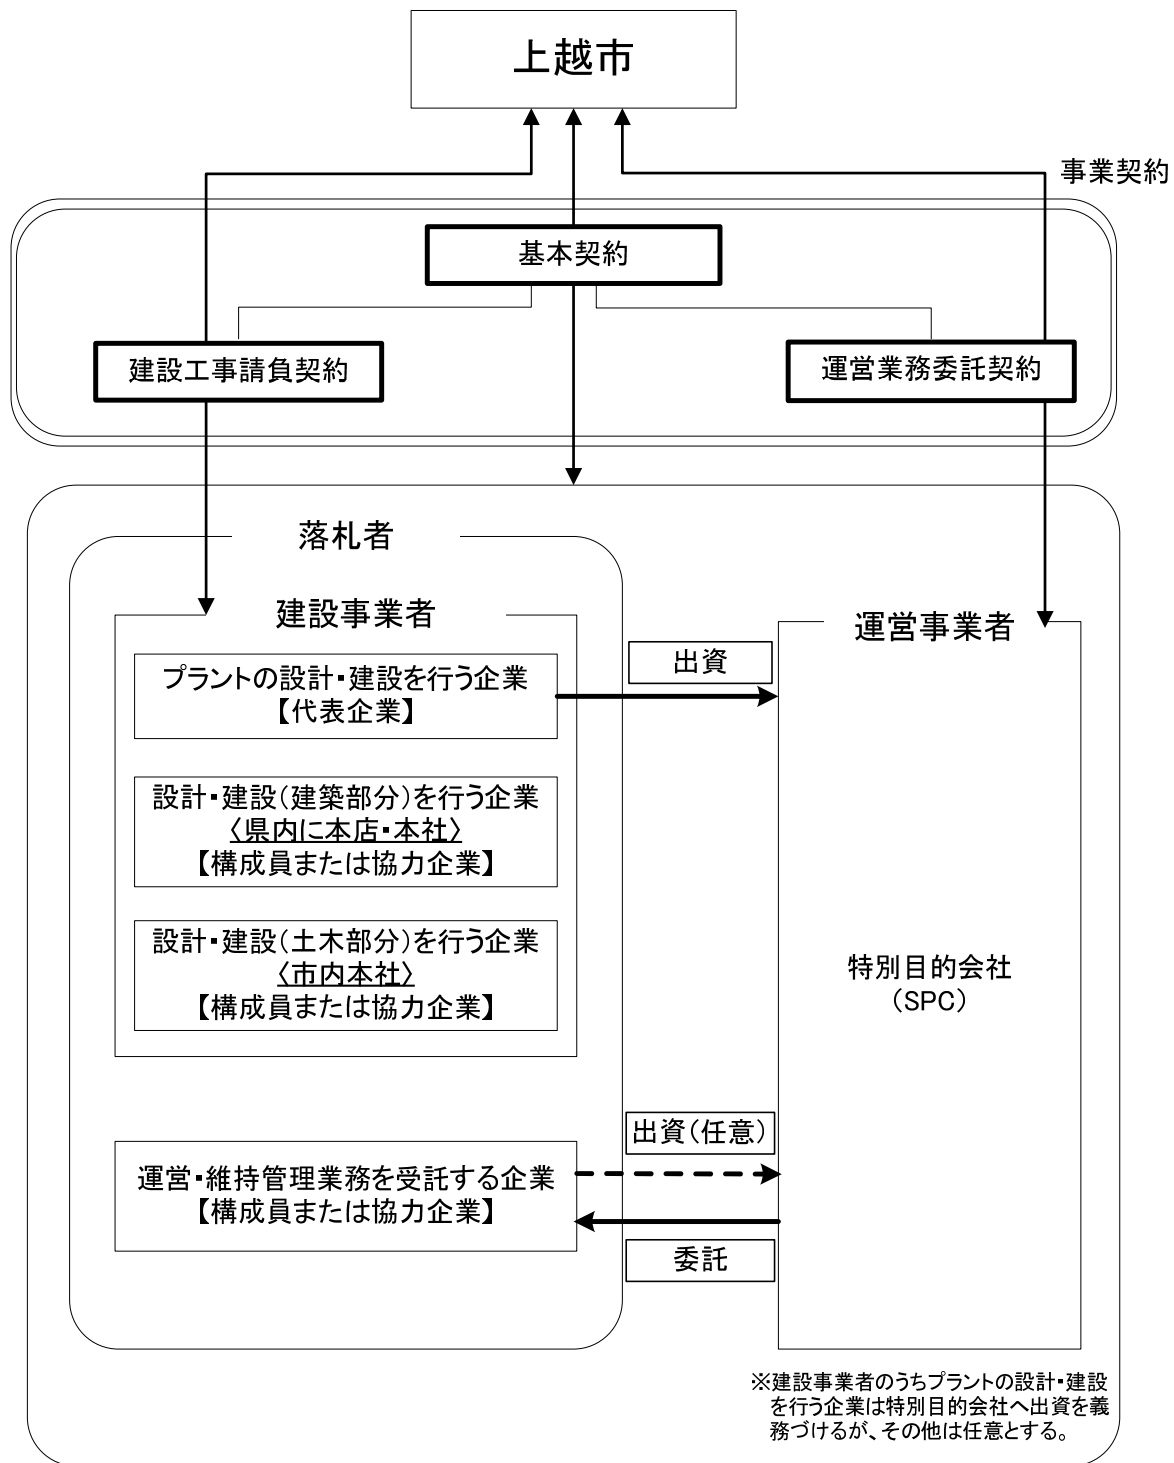 上越市
事業契約
基本契約
建設工事請負契約
運営業務委託契約
落札者
建設事業者
運営事業者
プラントの設計・建設を行う企業
【代表企業】
出資
設計・建設（建築部分）を行う企業
〈県内に本店・本社〉
【構成員または協力企業】
設計・建設（土木部分）を行う企業
〈市内本社〉
【構成員または協力企業】
特別目的会社
（SPC）
出資（任意）
運営・維持管理業務を受託する企業
【構成員または協力企業】
委託
※建設事業者のうちプラントの設計・建設
を行う企業は特別目的会社へ出資を義
務づけるが、その他は任意とする。